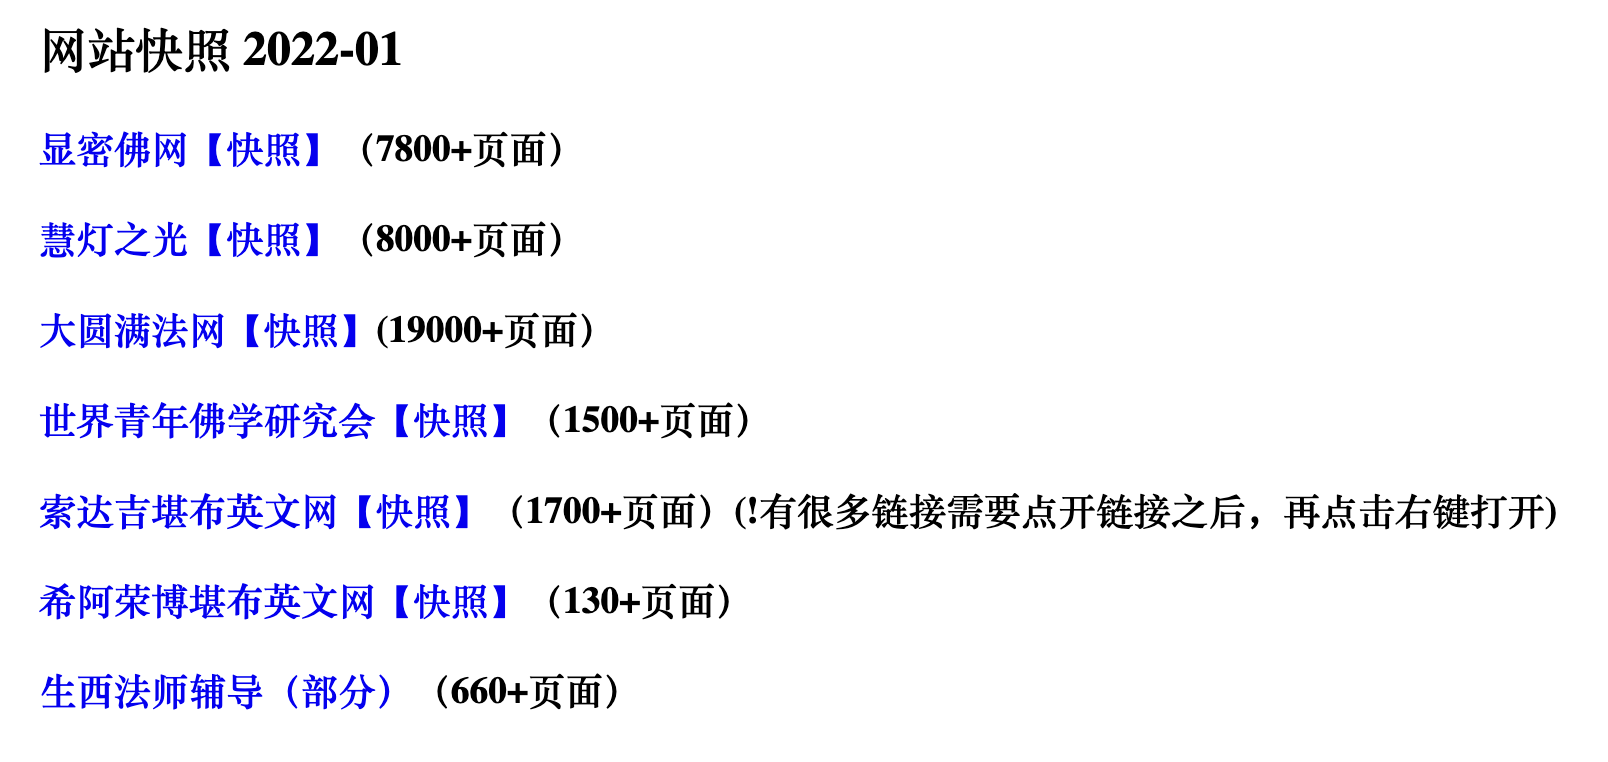 网站快照 2022-01
显密佛网【快照】（7800+页面）
慧灯之光【快照】（8000+页面）
大圆满法网【快照】(19000+页面）
世界青年佛学研究会【快照】（1500+页面）
索达吉堪布英文网【快照】（1700+页面）(!有很多链接需要点开链接之后，再点击右键打开)
希阿荣博堪布英文网【快照】（130+页面）
生西法师辅导（部分）（660+页面）